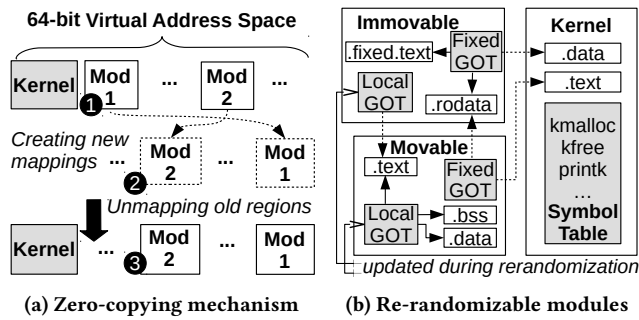 64-bit Virtual Address Space
Kernel
Mod
1
...
Mod
2
...
1
Creating new
mappings
...
Mod
2
...
Mod
1
2
Unmapping old regions
Kernel
...
Mod
2
...
Mod
1
3
(a) Zero-copying mechanism
Immovable
.fixed.text
Fixed
GOT
Local
GOT
.rodata
Movable
.text
Fixed
GOT
Local
GOT
.bss
.data
Kernel
.data
.text
kmalloc
kfree
printk
...
Symbol
Table
updated during rerandomization
(b) Re-randomizable modules